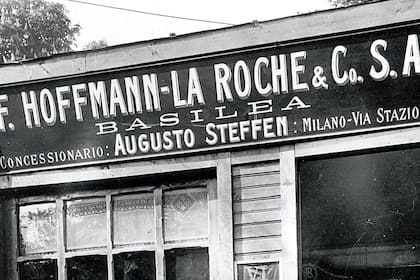 F. HOFFMANN-LA ROCHE & Co. S.A.
BASILEA
CONCESSIONARIO: AUGUSTO STEFFEN: MILANO-VIA STAZIO